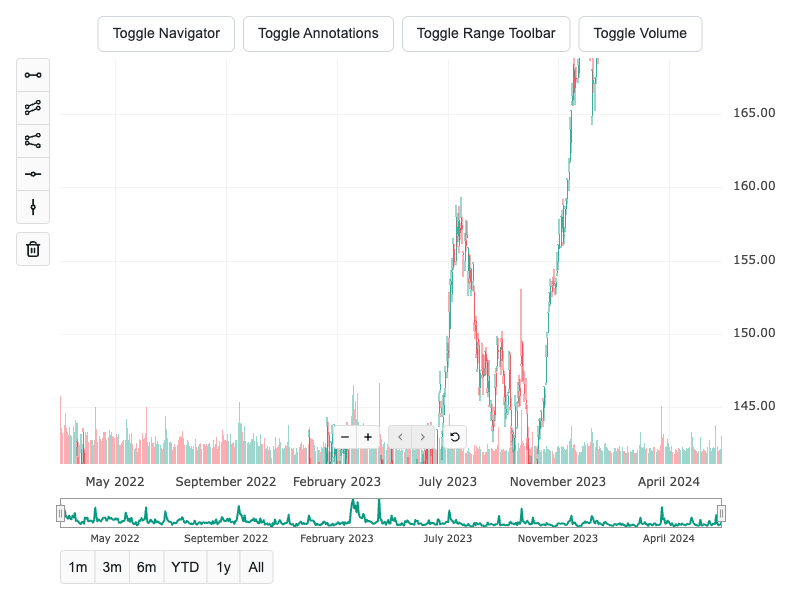 Toggle Navigator Toggle Annotations Toggle Range Toolbar Toggle Volume
165.00
160.00
155.00
150.00
145.00
May 2022 September 2022 February 2023 July 2023 November 2023 April 2024
May 2022 September 2022 February 2023 July 2023 November 2023 April 2024
1m 3m 6m YTD 1y All